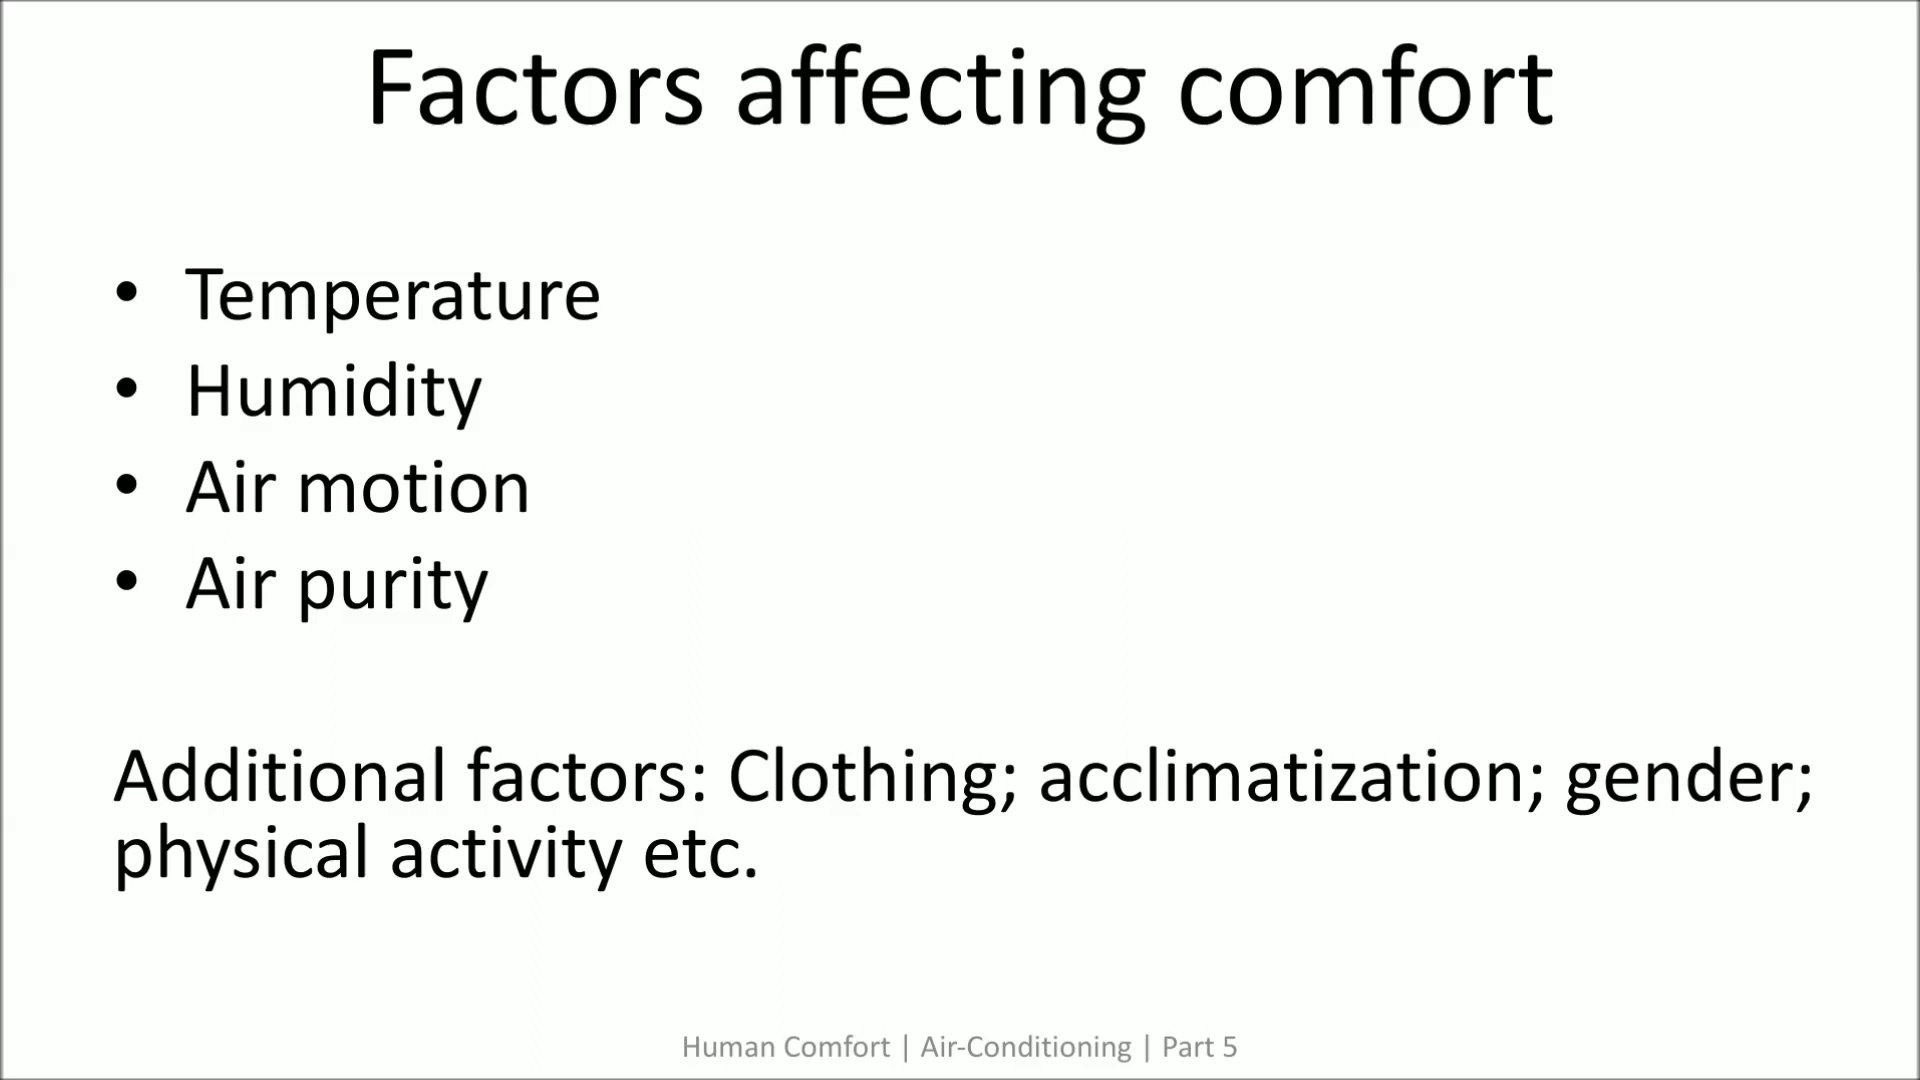 Factors affecting comfort
• Temperature
• Humidity
• Air motion
• Air purity
Additional factors: Clothing; acclimatization; gender;
physical activity etc.
Human Comfort | Air-Conditioning | Part 5